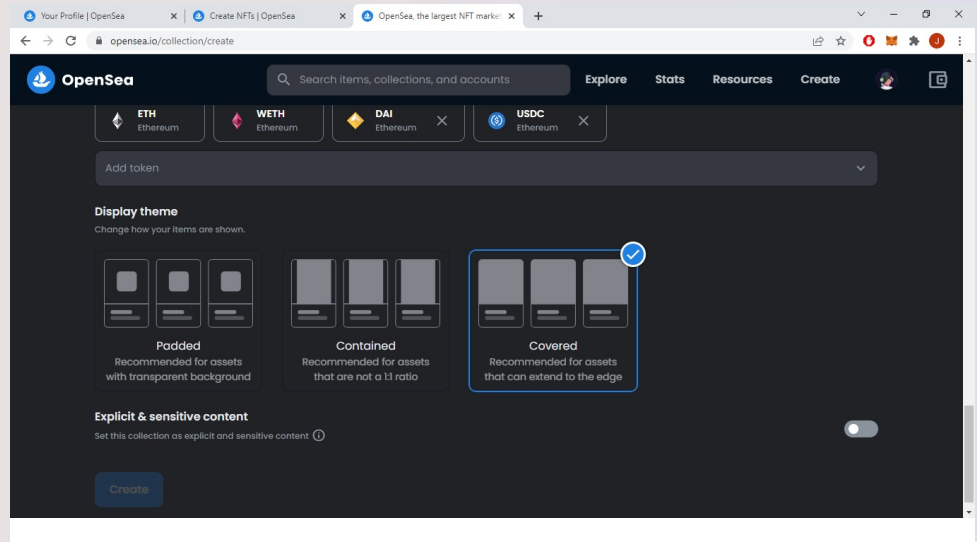 Your Profile | OpenSea
Create NFTs | OpenSea
OpenSea, the largest NFT market
opensea.io/collection/create
J
OpenSea
Search items, collections, and accounts
Explore
Stats
Resources
Create
ETH
Ethereum
WETH
Ethereum
DAI
Ethereum
USDC
Ethereum
Add token
Display theme
Change how your items are shown.
Padded
Recommended for assets
with transparent background
Contained
Recommended for assets
that are not a 1:1 ratio
Covered
Recommended for assets
that can extend to the edge
Explicit & sensitive content
Set this collection as explicit and sensitive content
Create